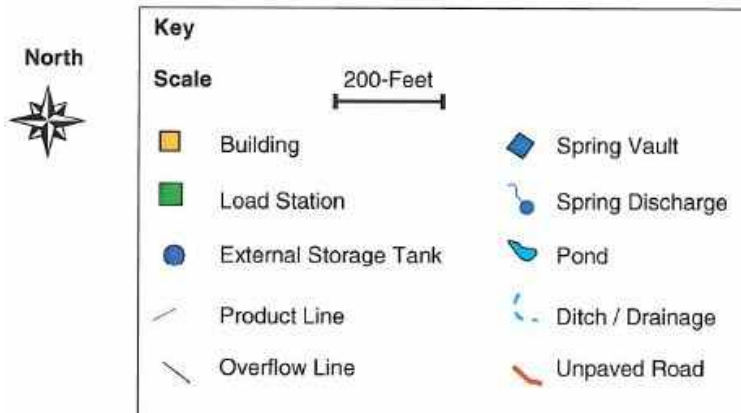 North
Key
Scale
200-Feet
Building
Spring Vault
Load Station
Spring Discharge
External Storage Tank
Pond
Product Line
Ditch / Drainage
Overflow Line
Unpaved Road